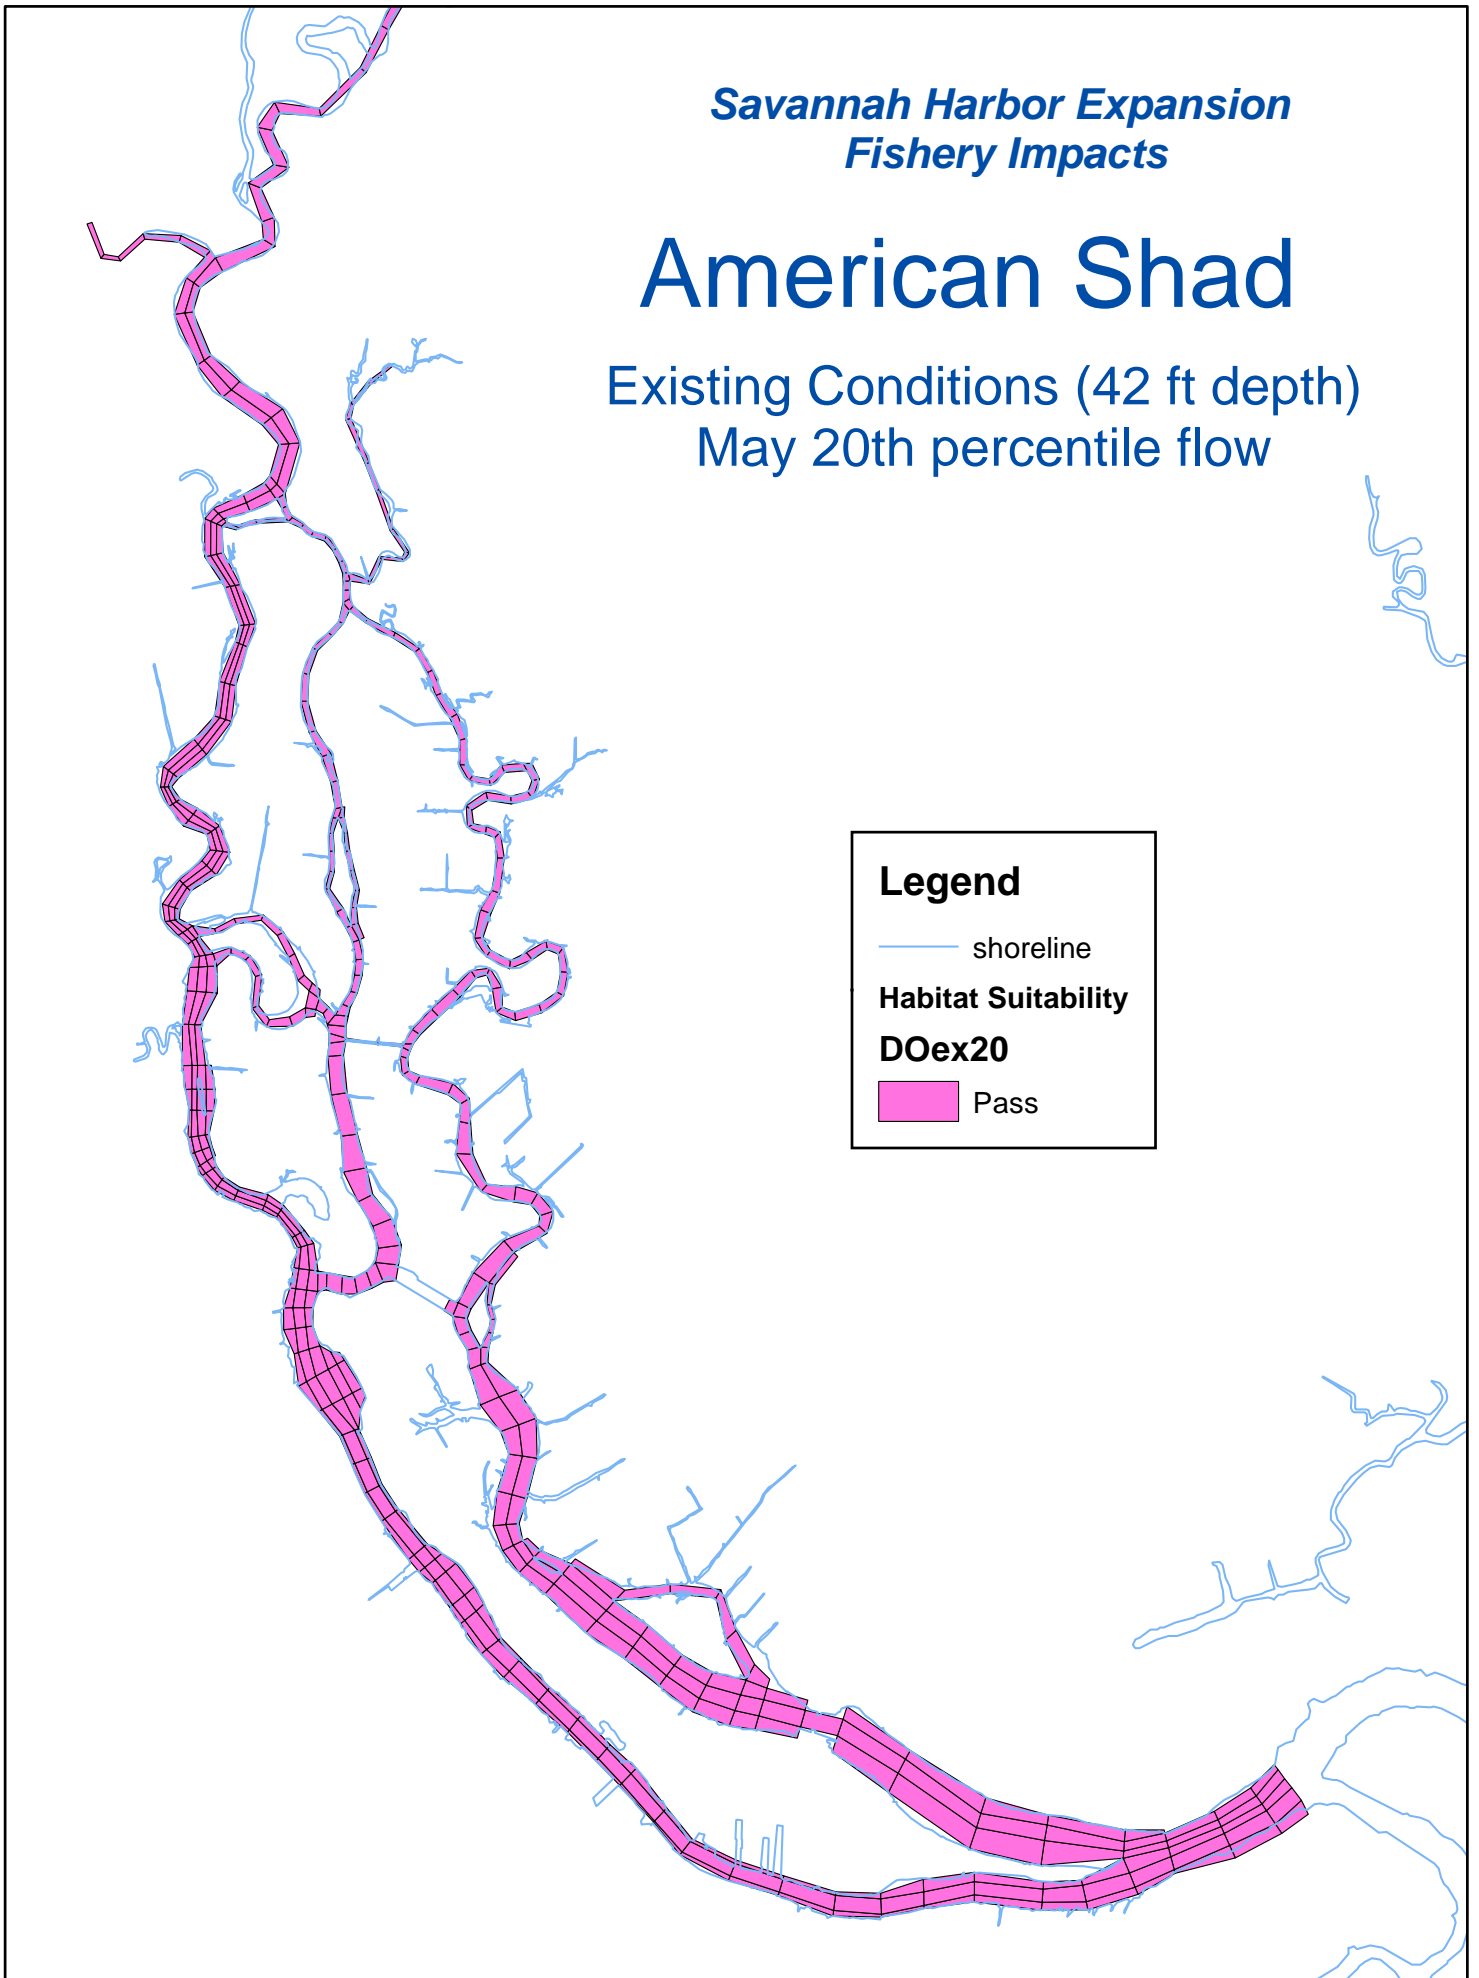 Savannah Harbor Expansion
Fishery Impacts
American Shad
Existing Conditions (42 ft depth)
May 20th percentile flow
Legend
shoreline
Habitat Suitability
DOex20
Pass